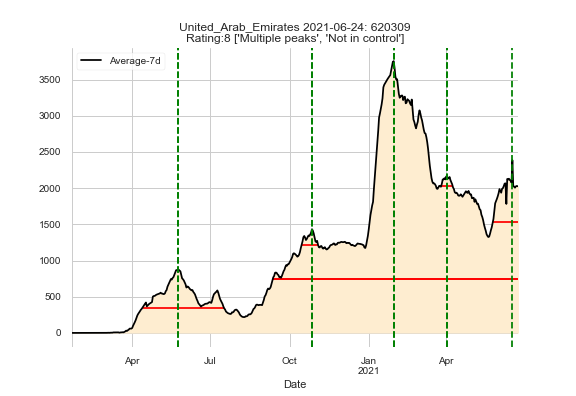 United_Arab_Emirates 2021-06-24: 620309
Rating:8 ['Multiple peaks', 'Not in control']
Average-7d
3500
3000
2500
2000
1500
1000
500
0
Apr
Jul
Oct
Jan
2021
Apr
Date